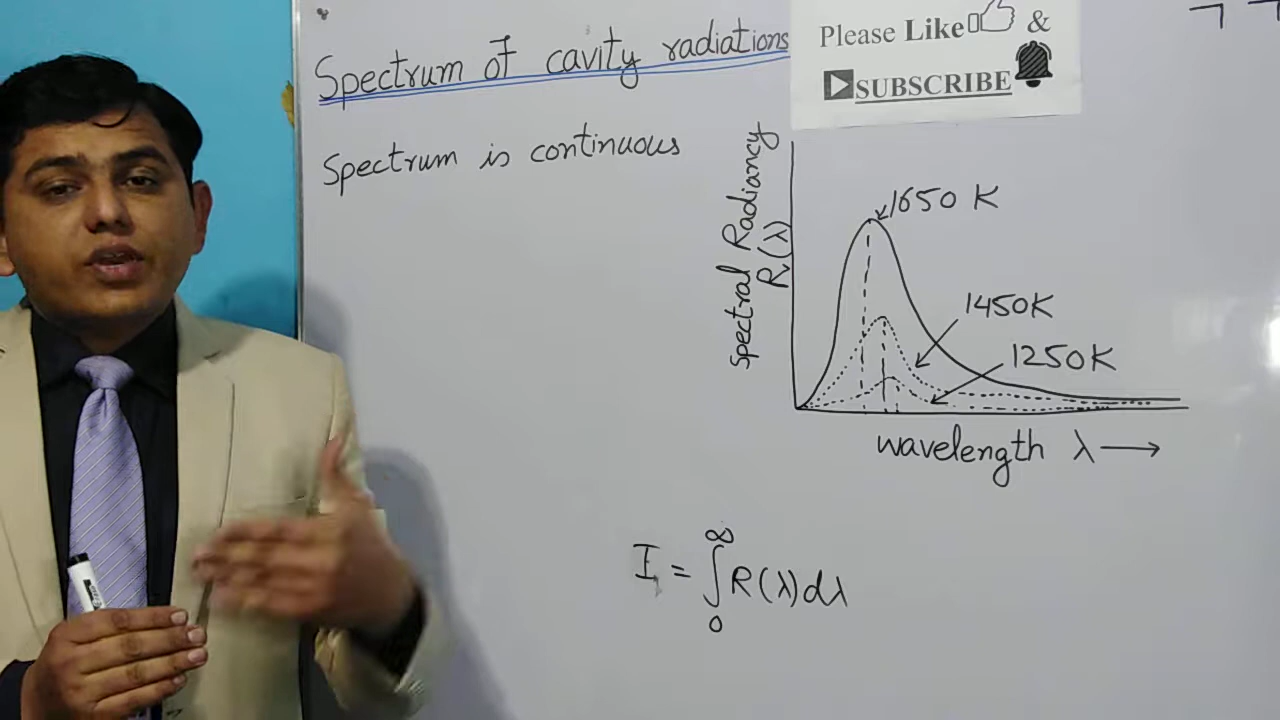 Spectrum of cavity radiations
Please Like &
SUBSCRIBE
Spectrum is continuous
Spectral Radiancy
R(λ)
1650 K
1450K
1250K
wavelength λ →
I = ∫₀^∞ R(λ)dλ